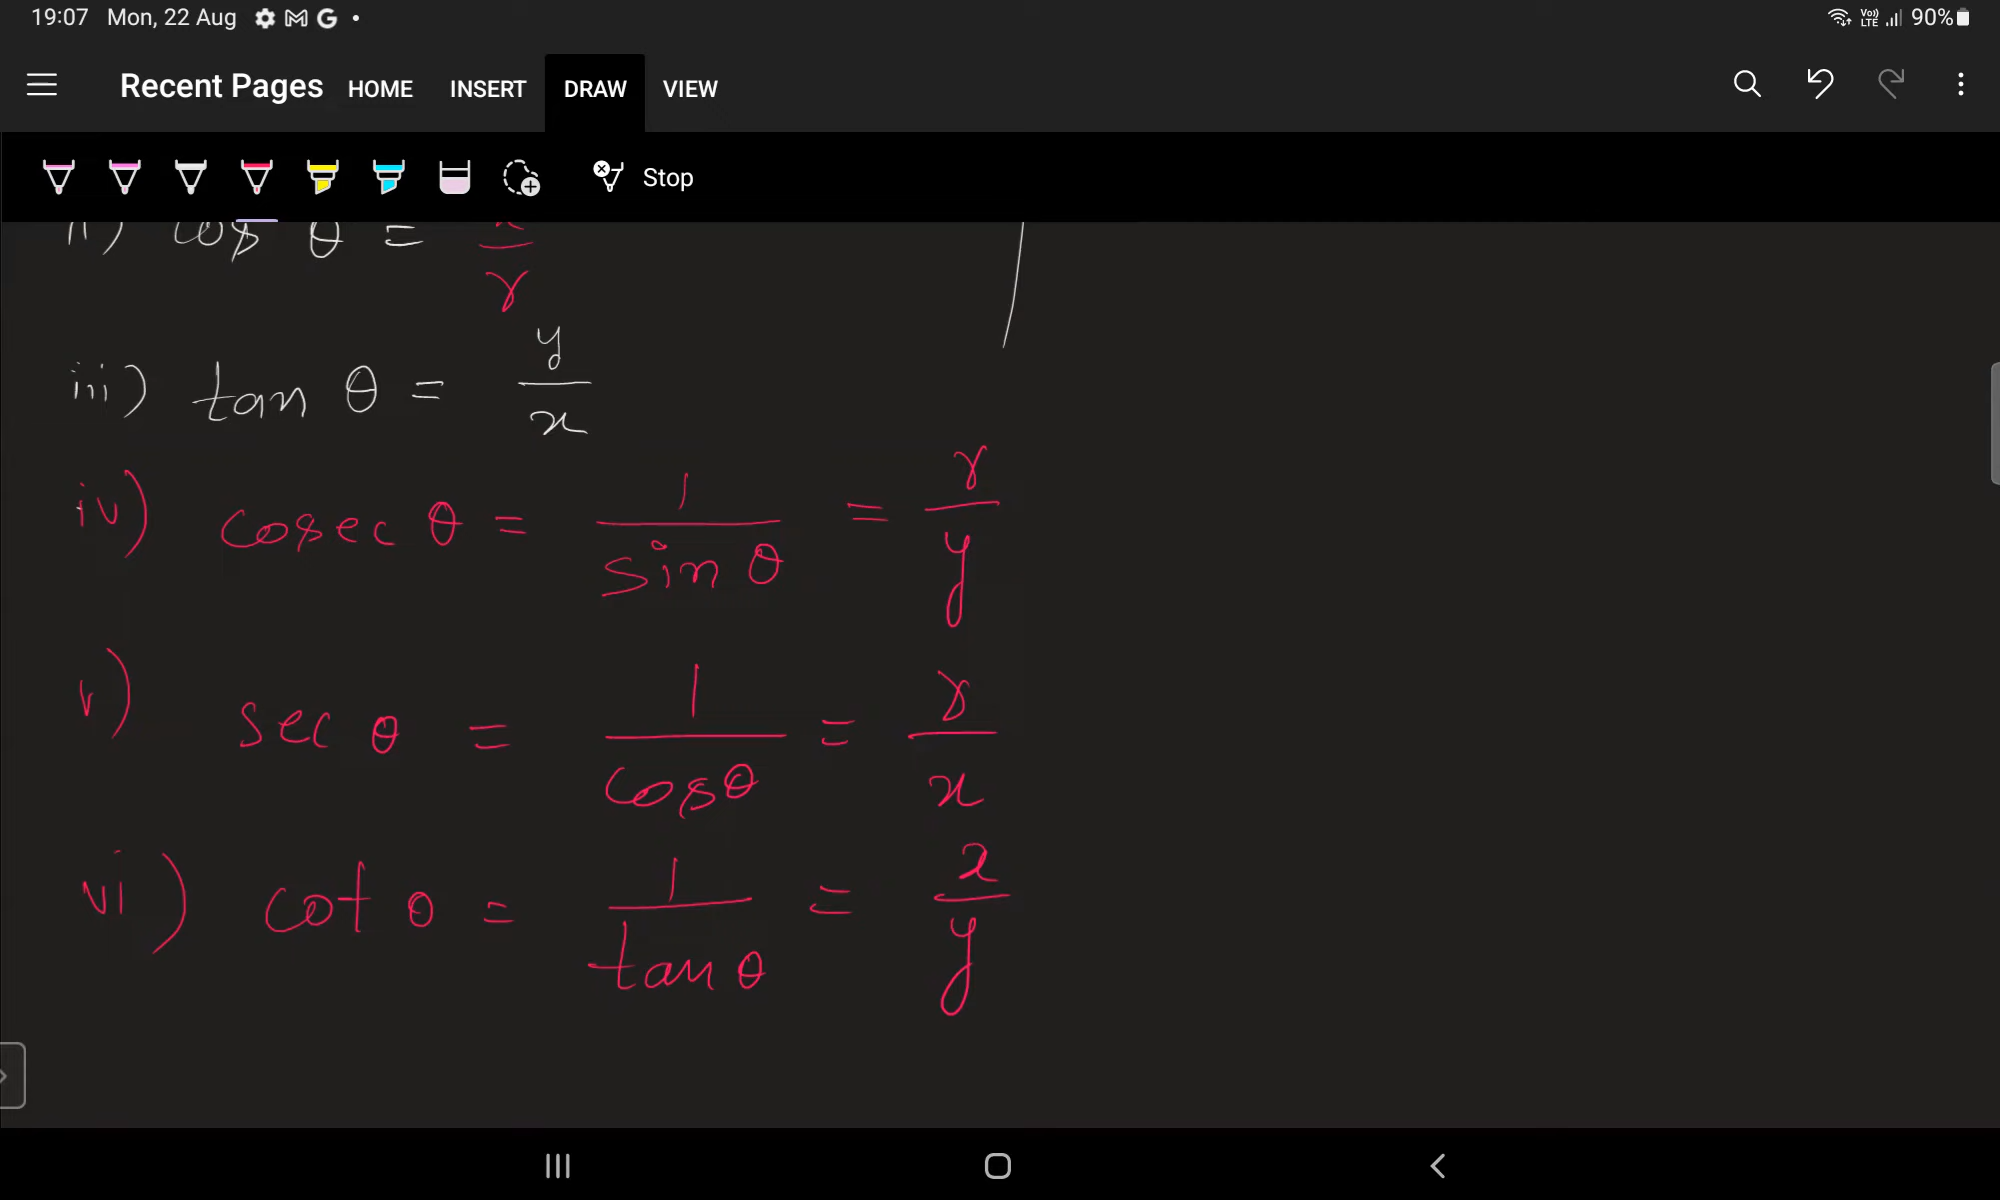 19:07 Mon, 22 Aug 90%
Recent Pages HOME INSERT DRAW VIEW
Stop
ii) cos θ = x/r
iii) tan θ = y/x
iv) cosec θ = 1/sin θ = r/y
v) sec θ = 1/cosθ = r/x
vi) cot θ = 1/tan θ = x/y